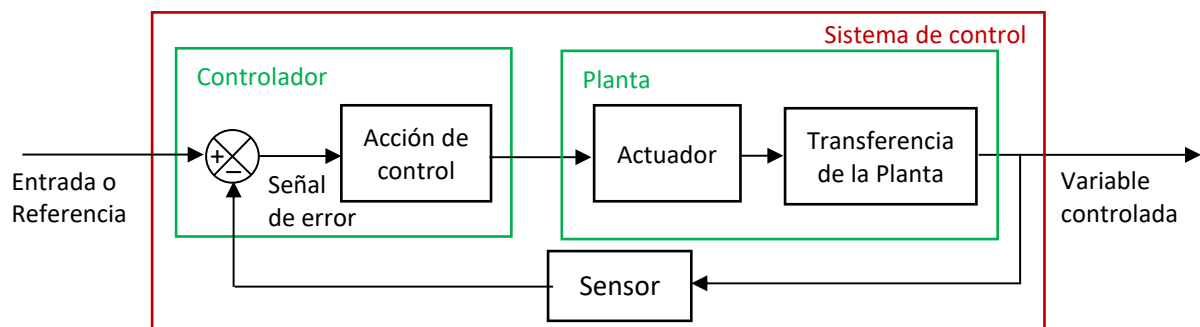 Sistema de control
Controlador
Planta
+
−
Acción de
control
Actuador
Transferencia
de la Planta
Entrada o
Referencia
Señal
de error
Variable
controlada
Sensor